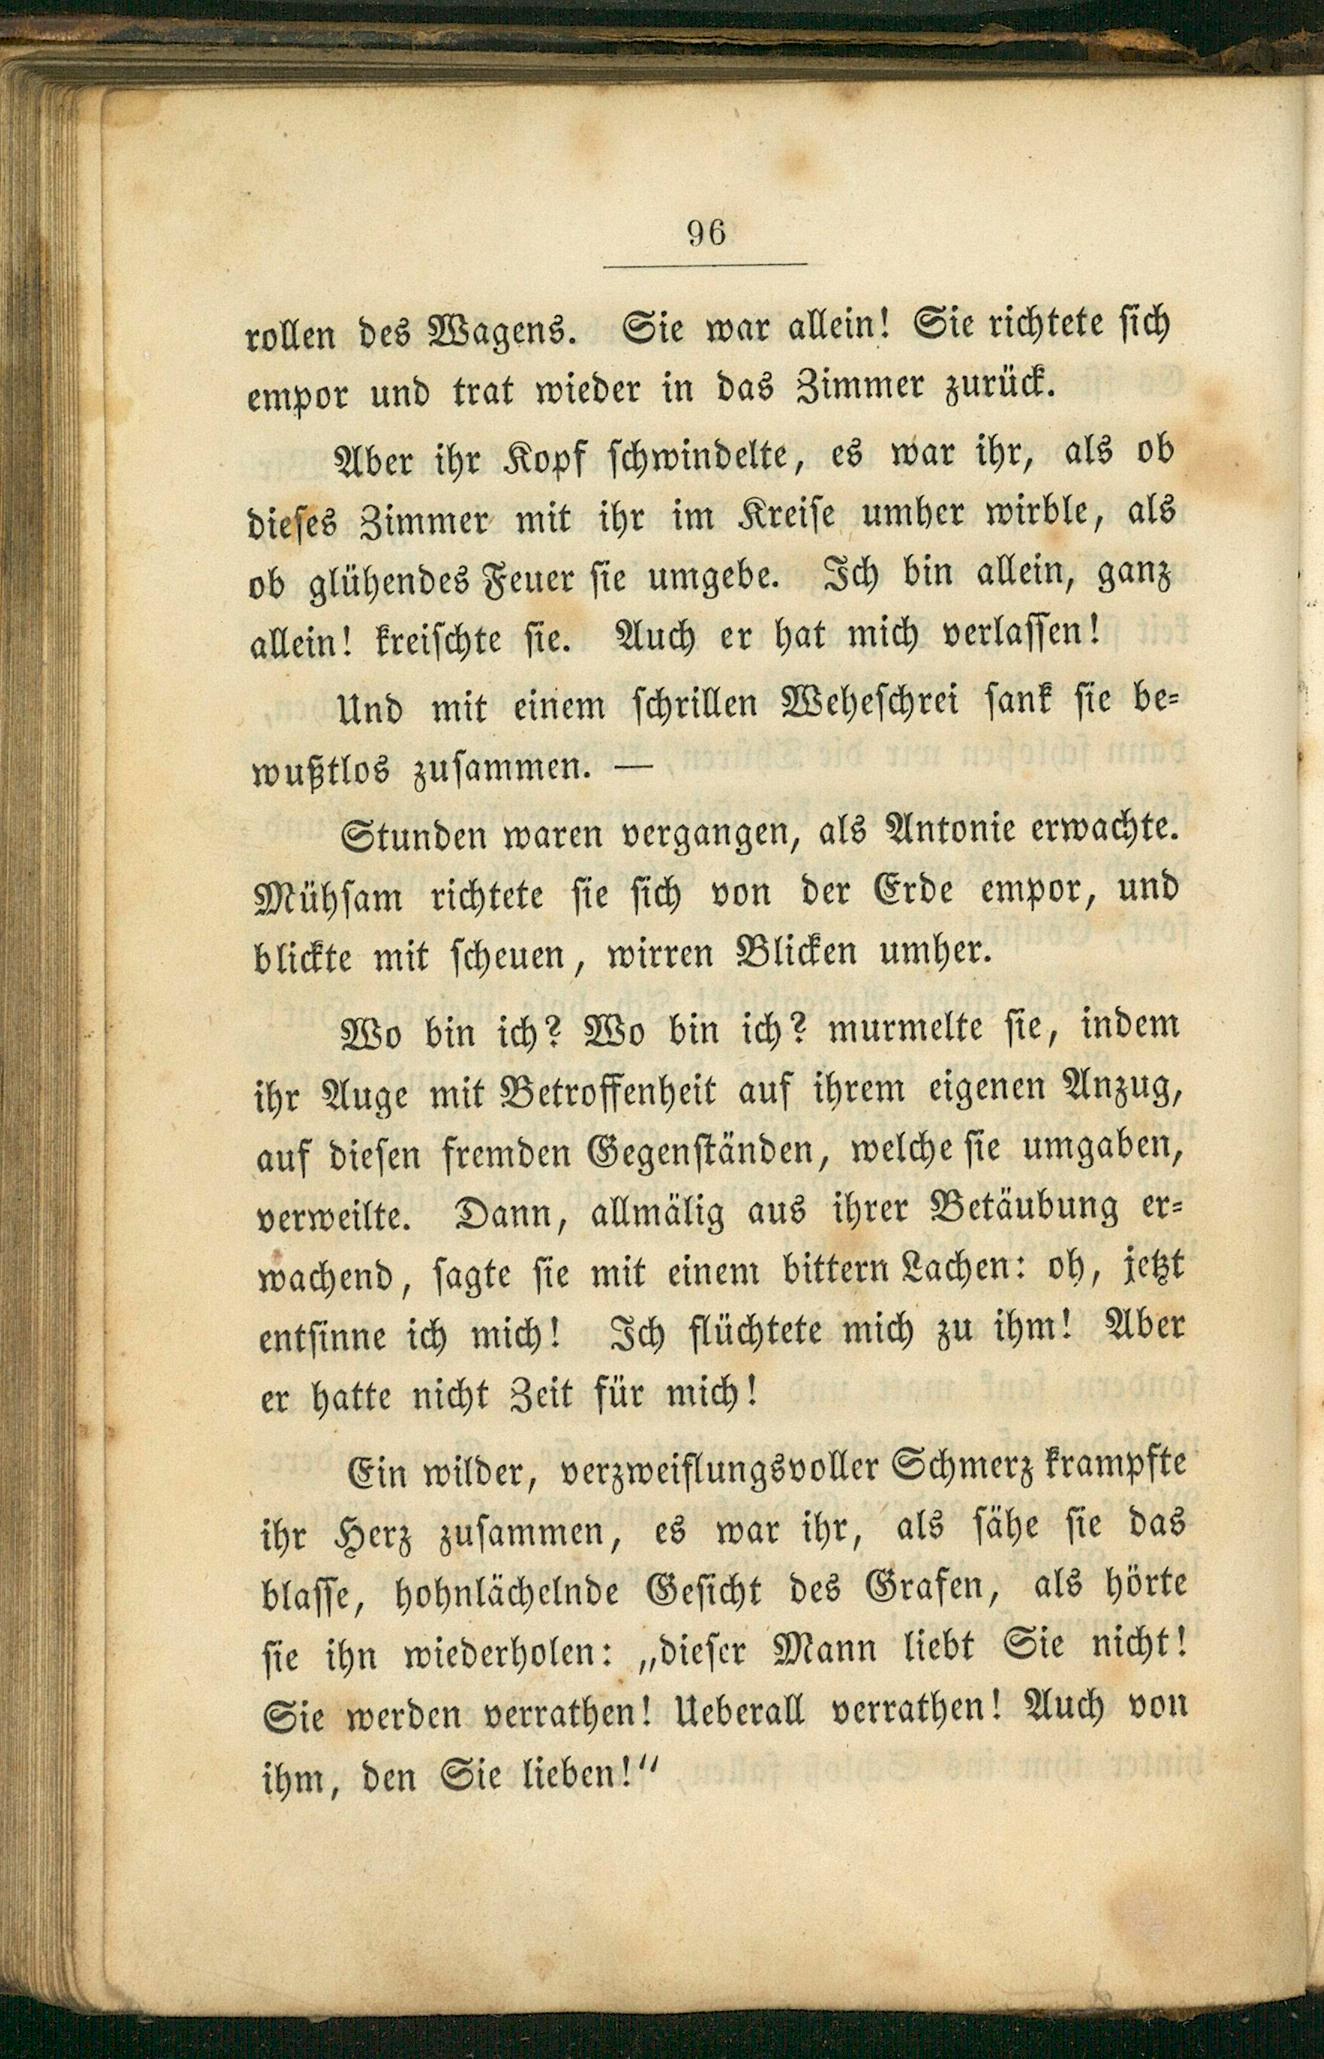 96
rollen des Wagens. Sie war allein! Sie richtete sich
empor und trat wieder in das Zimmer zurück.
Aber ihr Kopf schwindelte, es war ihr, als ob
dieses Zimmer mit ihr im Kreise umher wirble, als
ob glühendes Feuer sie umgebe. Ich bin allein, ganz
allein! kreischte sie. Auch er hat mich verlassen!
Und mit einem schrillen Weheschrei sank sie be-
wußtlos zusammen. —
Stunden waren vergangen, als Antonie erwachte.
Mühsam richtete sie sich von der Erde empor, und
blickte mit scheuen, wirren Blicken umher.
Wo bin ich? Wo bin ich? murmelte sie, indem
ihr Auge mit Betroffenheit auf ihrem eigenen Anzug,
auf diesen fremden Gegenständen, welche sie umgaben,
verweilte. Dann, allmälig aus ihrer Betäubung er-
wachend, sagte sie mit einem bittern Lachen: oh, jetzt
entsinne ich mich! Ich flüchtete mich zu ihm! Aber
er hatte nicht Zeit für mich!
Ein wilder, verzweiflungsvoller Schmerz krampfte
ihr Herz zusammen, es war ihr, als sähe sie das
blasse, hohnlächelnde Gesicht des Grafen, als hörte
sie ihn wiederholen: „dieser Mann liebt Sie nicht!
Sie werden verrathen! Ueberall verrathen! Auch von
ihm, den Sie lieben!“